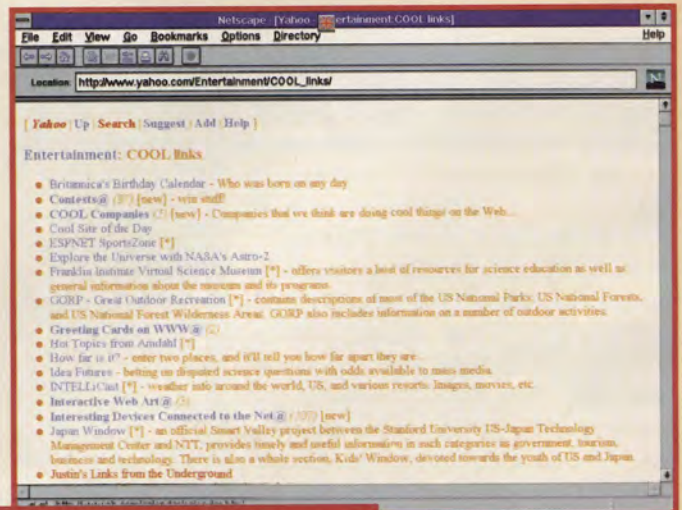 Netscape - [Yahoo - ertainment:COOL links]
File Edit View Go Bookmarks Options Directory Help
Location: http://www.yahoo.com/Entertainment/COOL_links/
N
[ Yahoo | Up | Search | Suggest | Add | Help ]
Entertainment: COOL links
Britannica's Birthday Calendar - Who was born on any day
Contests@ [new] - win stuff!
COOL Companies [new] - Companies that we think are doing cool things on the Web...
Cool Site of the Day
ESPNET SportsZone [*]
Explore the Universe with NASA's Astro-2
Franklin Institute Virtual Science Museum [*] - offers visitors a host of resources for science education as well as
general information about the museum and its programs.
GORP - Great Outdoor Recreation [*] - contains descriptions of most of the US National Parks, US National Forests,
and US National Forest Wilderness Areas. GORP also includes information on a number of outdoor activities.
Greeting Cards on WWW@ (2)
Hot Topics from Amdahl [*]
How far is it? - enter two places, and it'll tell you how far apart they are...
Idea Futures - betting on disputed science questions with odds available to mass media.
INTELLiCast [*] - weather info around the world, US, and various resorts. Images, movies, etc.
Interactive Web Art@ (3)
Interesting Devices Connected to the Net@ [new]
Japan Window [*] - an official Smart Valley project between the Stanford University US-Japan Technology
Management Center and NTT, provides timely and useful information in such categories as government, tourism,
business and technology. There is also a whole section, Kids' Window, devoted towards the youth of US and Japan.
Justin's Links from the Underground